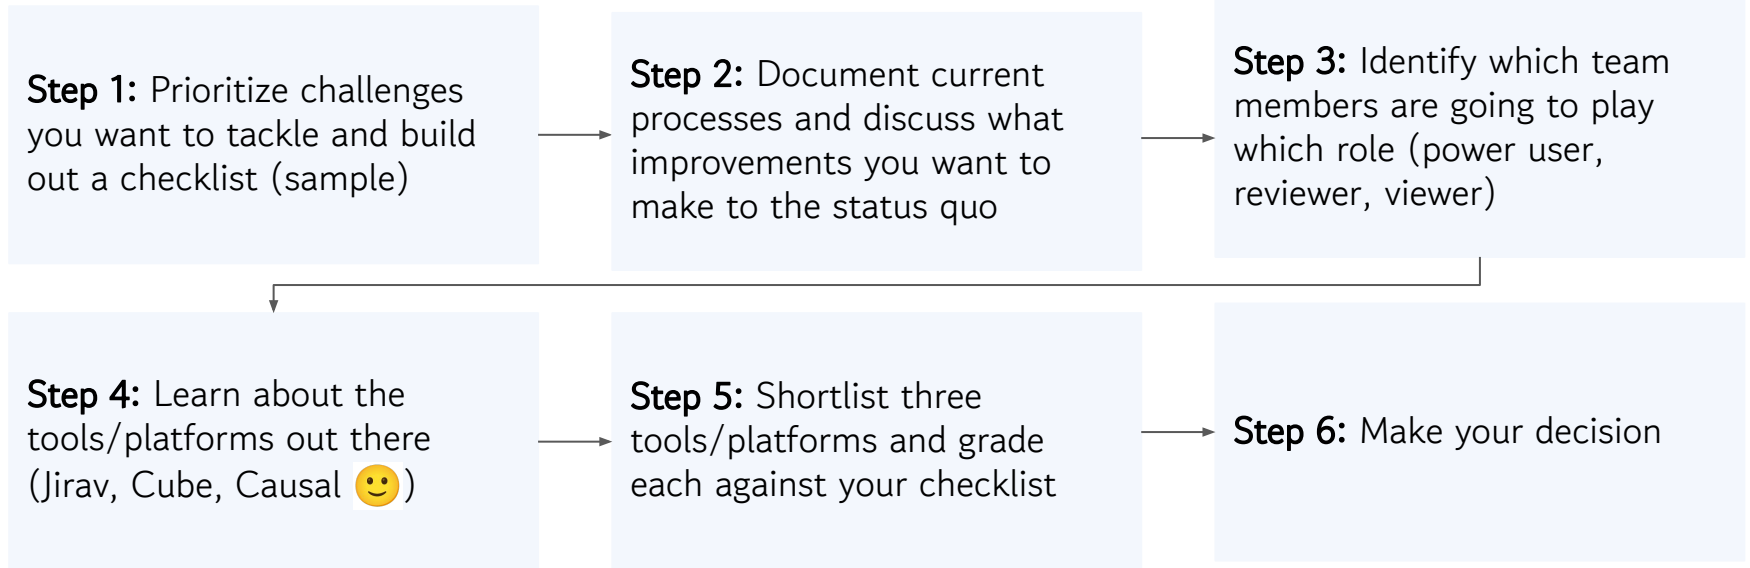 Step 1: Prioritize challenges
you want to tackle and build
out a checklist (sample)
Step 2: Document current
processes and discuss what
improvements you want to
make to the status quo
Step 3: Identify which team
members are going to play
which role (power user,
reviewer, viewer)
Step 4: Learn about the
tools/platforms out there
(Jirav, Cube, Causal 🙂)
Step 5: Shortlist three
tools/platforms and grade
each against your checklist
Step 6: Make your decision